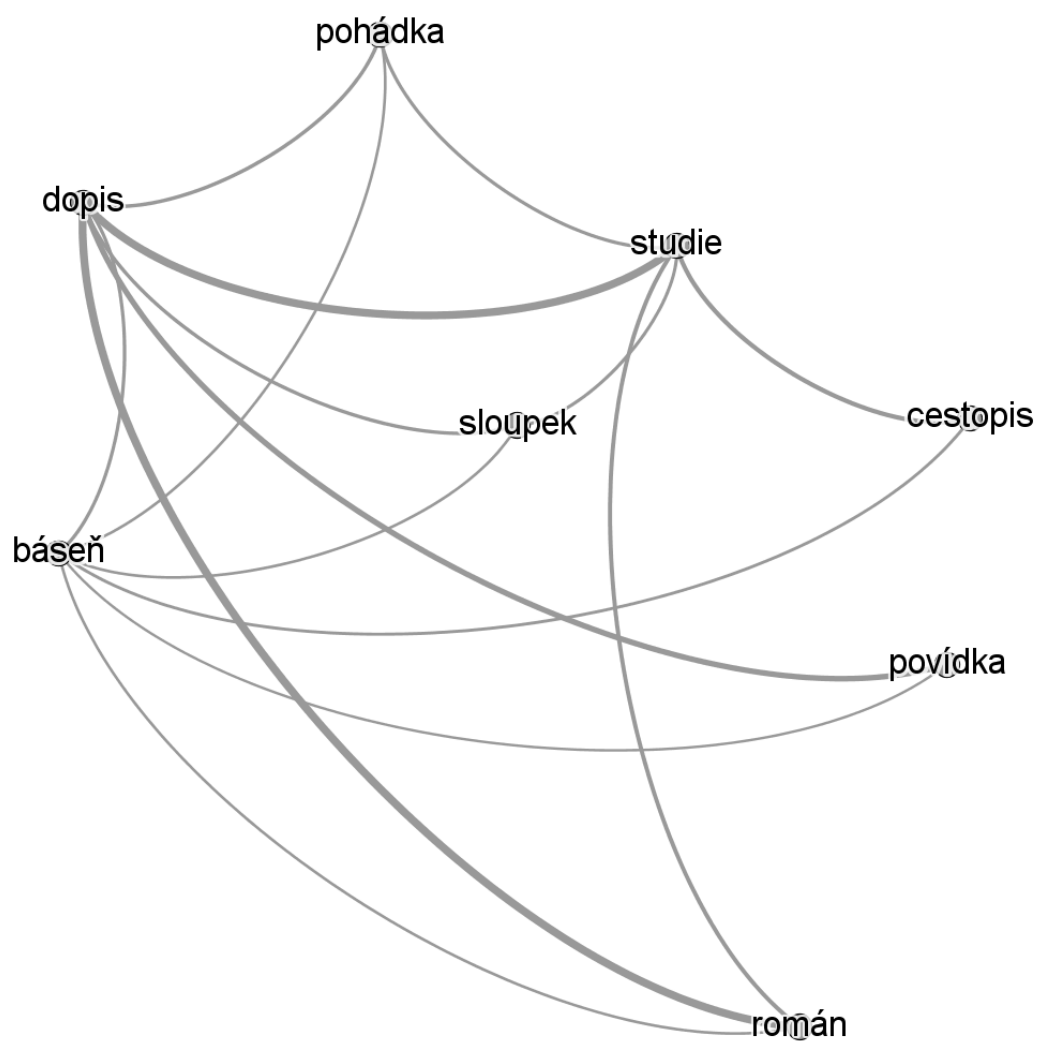 pohádka
dopis
studie
cestopis
sloupek
báseň
povídka
román